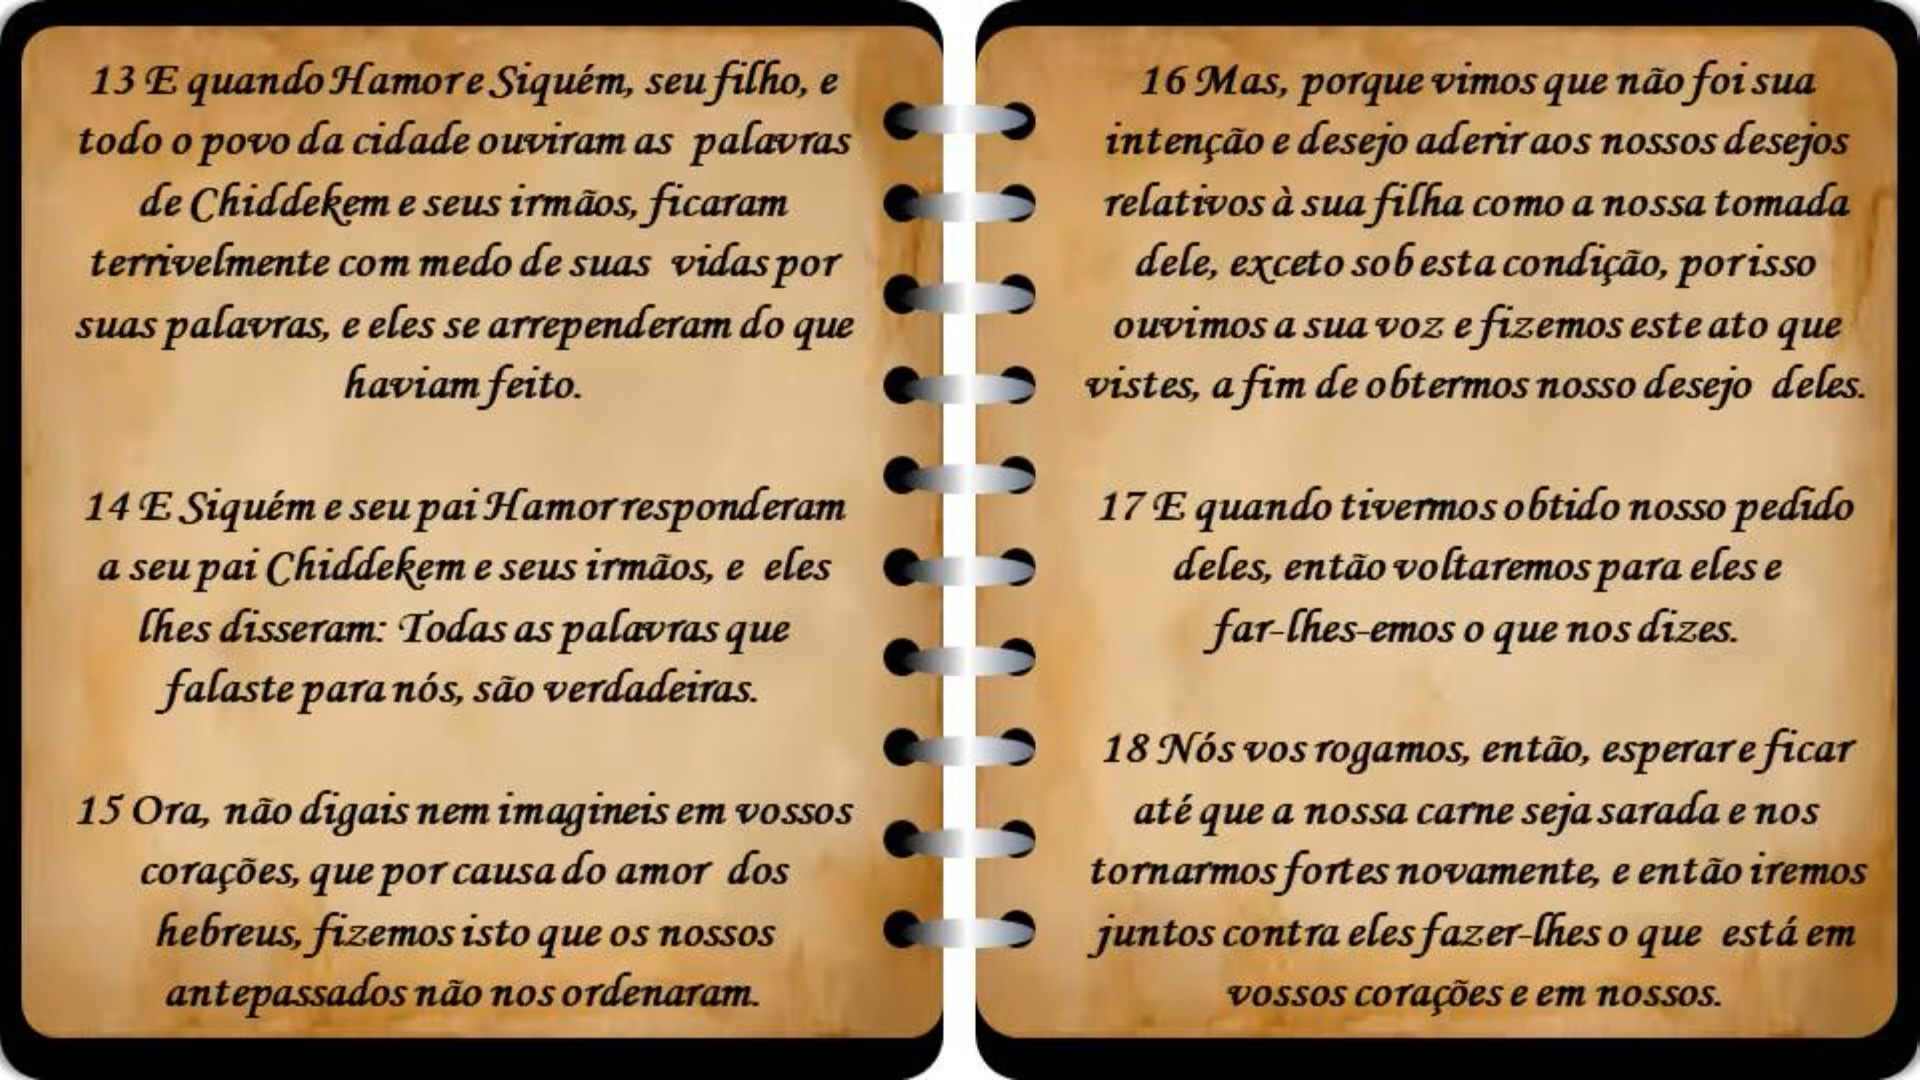 13 E quando Hamor e Siquém, seu filho, e
todo o povo da cidade ouviram as palavras
de Chiddekem e seus irmãos, ficaram
terrivelmente com medo de suas vidas por
suas palavras, e eles se arrependeram do que
haviam feito.
14 E Siquém e seu pai Hamor responderam
a seu pai Chiddekem e seus irmãos, e eles
lhes disseram: Todas as palavras que
falaste para nós, são verdadeiras.
15 Ora, não digais nem imagineis em vossos
corações, que por causa do amor dos
hebreus, fizemos isto que os nossos
antepassados não nos ordenaram.
16 Mas, porque vimos que não foi sua
intenção e desejo aderir aos nossos desejos
relativos à sua filha como a nossa tomada
dele, exceto sob esta condição, por isso
ouvimos a sua voz e fizemos este ato que
vistes, a fim de obtermos nosso desejo deles.
17 E quando tivermos obtido nosso pedido
deles, então voltaremos para eles e
far-lhes-emos o que nos dizes.
18 Nós vos rogamos, então, esperar e ficar
até que a nossa carne seja sarada e nos
tornarmos fortes novamente, e então iremos
juntos contra eles fazer-lhes o que está em
vossos corações e em nossos.